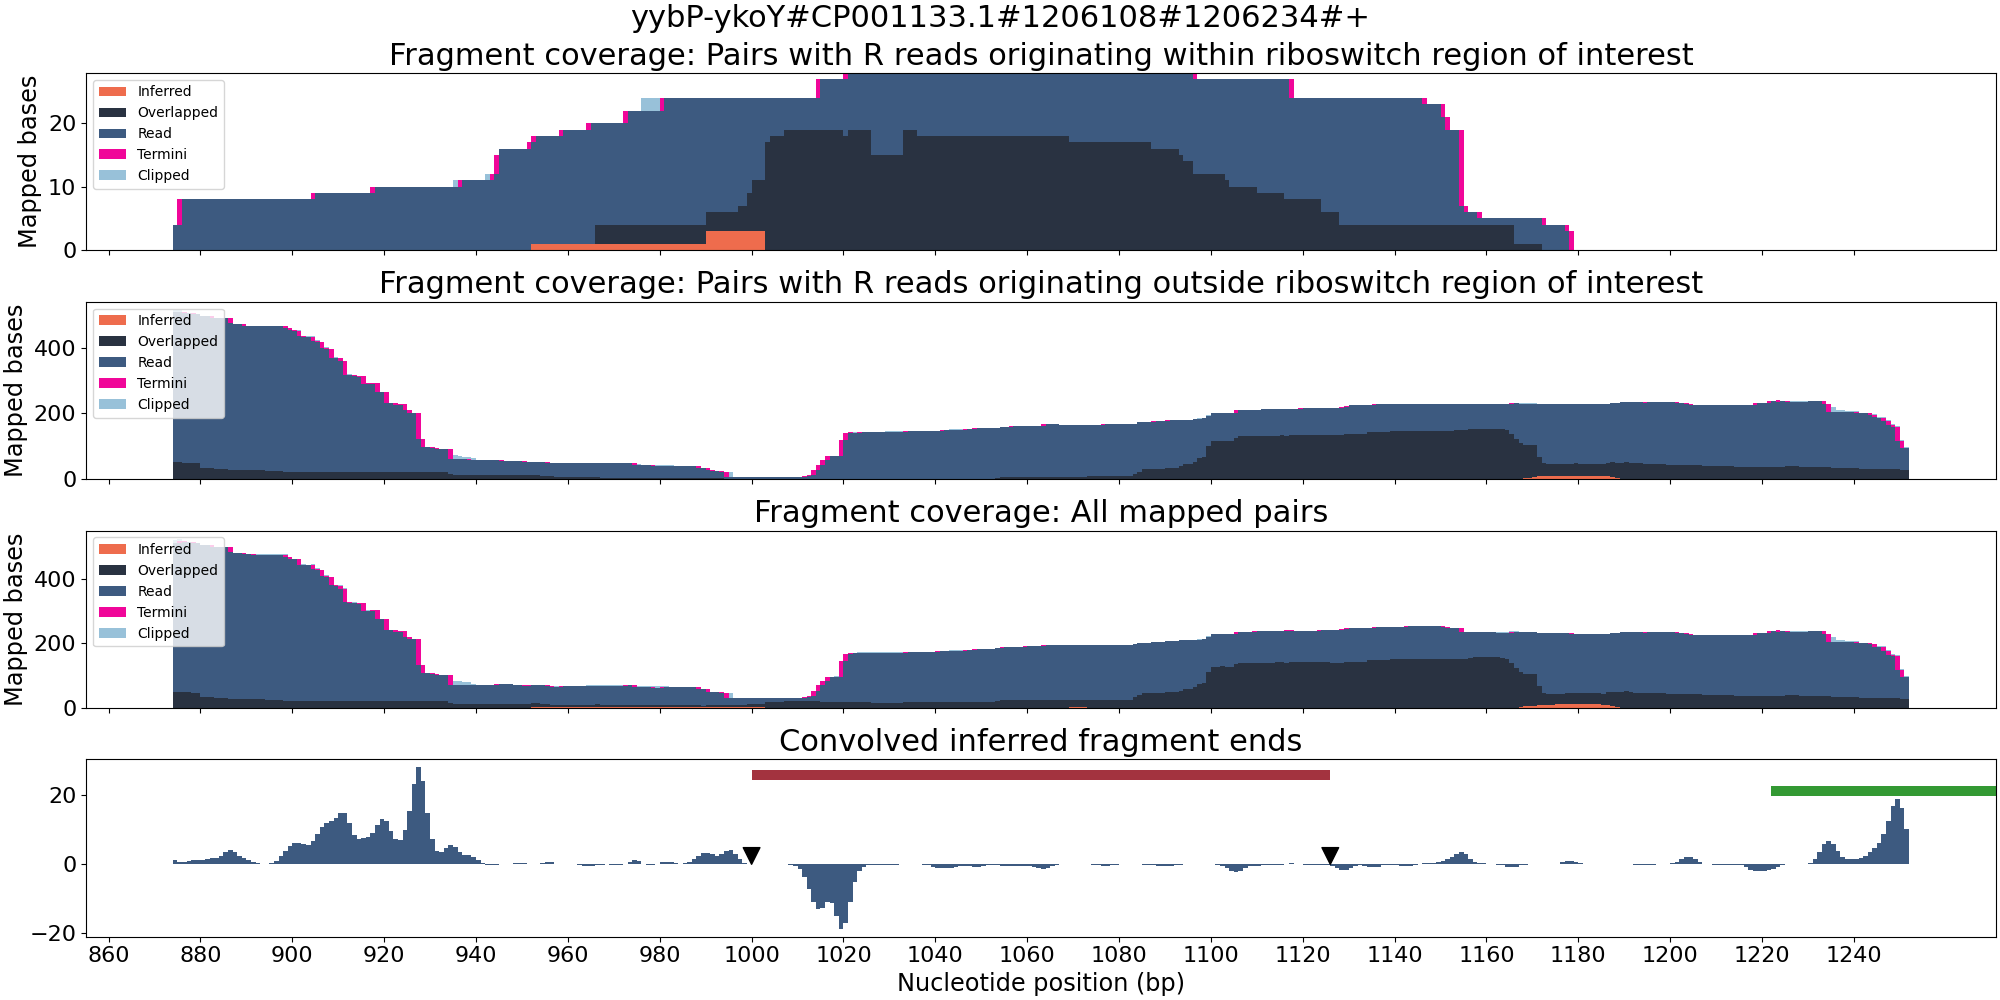 yybP-ykoY#CP001133.1#1206108#1206234#+
Fragment coverage: Pairs with R reads originating within riboswitch region of interest
Mapped bases
20
10
0
Inferred
Overlapped
Read
Termini
Clipped
Fragment coverage: Pairs with R reads originating outside riboswitch region of interest
Mapped bases
400
200
0
Inferred
Overlapped
Read
Termini
Clipped
Fragment coverage: All mapped pairs
Mapped bases
400
200
0
Inferred
Overlapped
Read
Termini
Clipped
Convolved inferred fragment ends
20
0
−20
860 880 900 920 940 960 980 1000 1020 1040 1060 1080 1100 1120 1140 1160 1180 1200 1220 1240
Nucleotide position (bp)